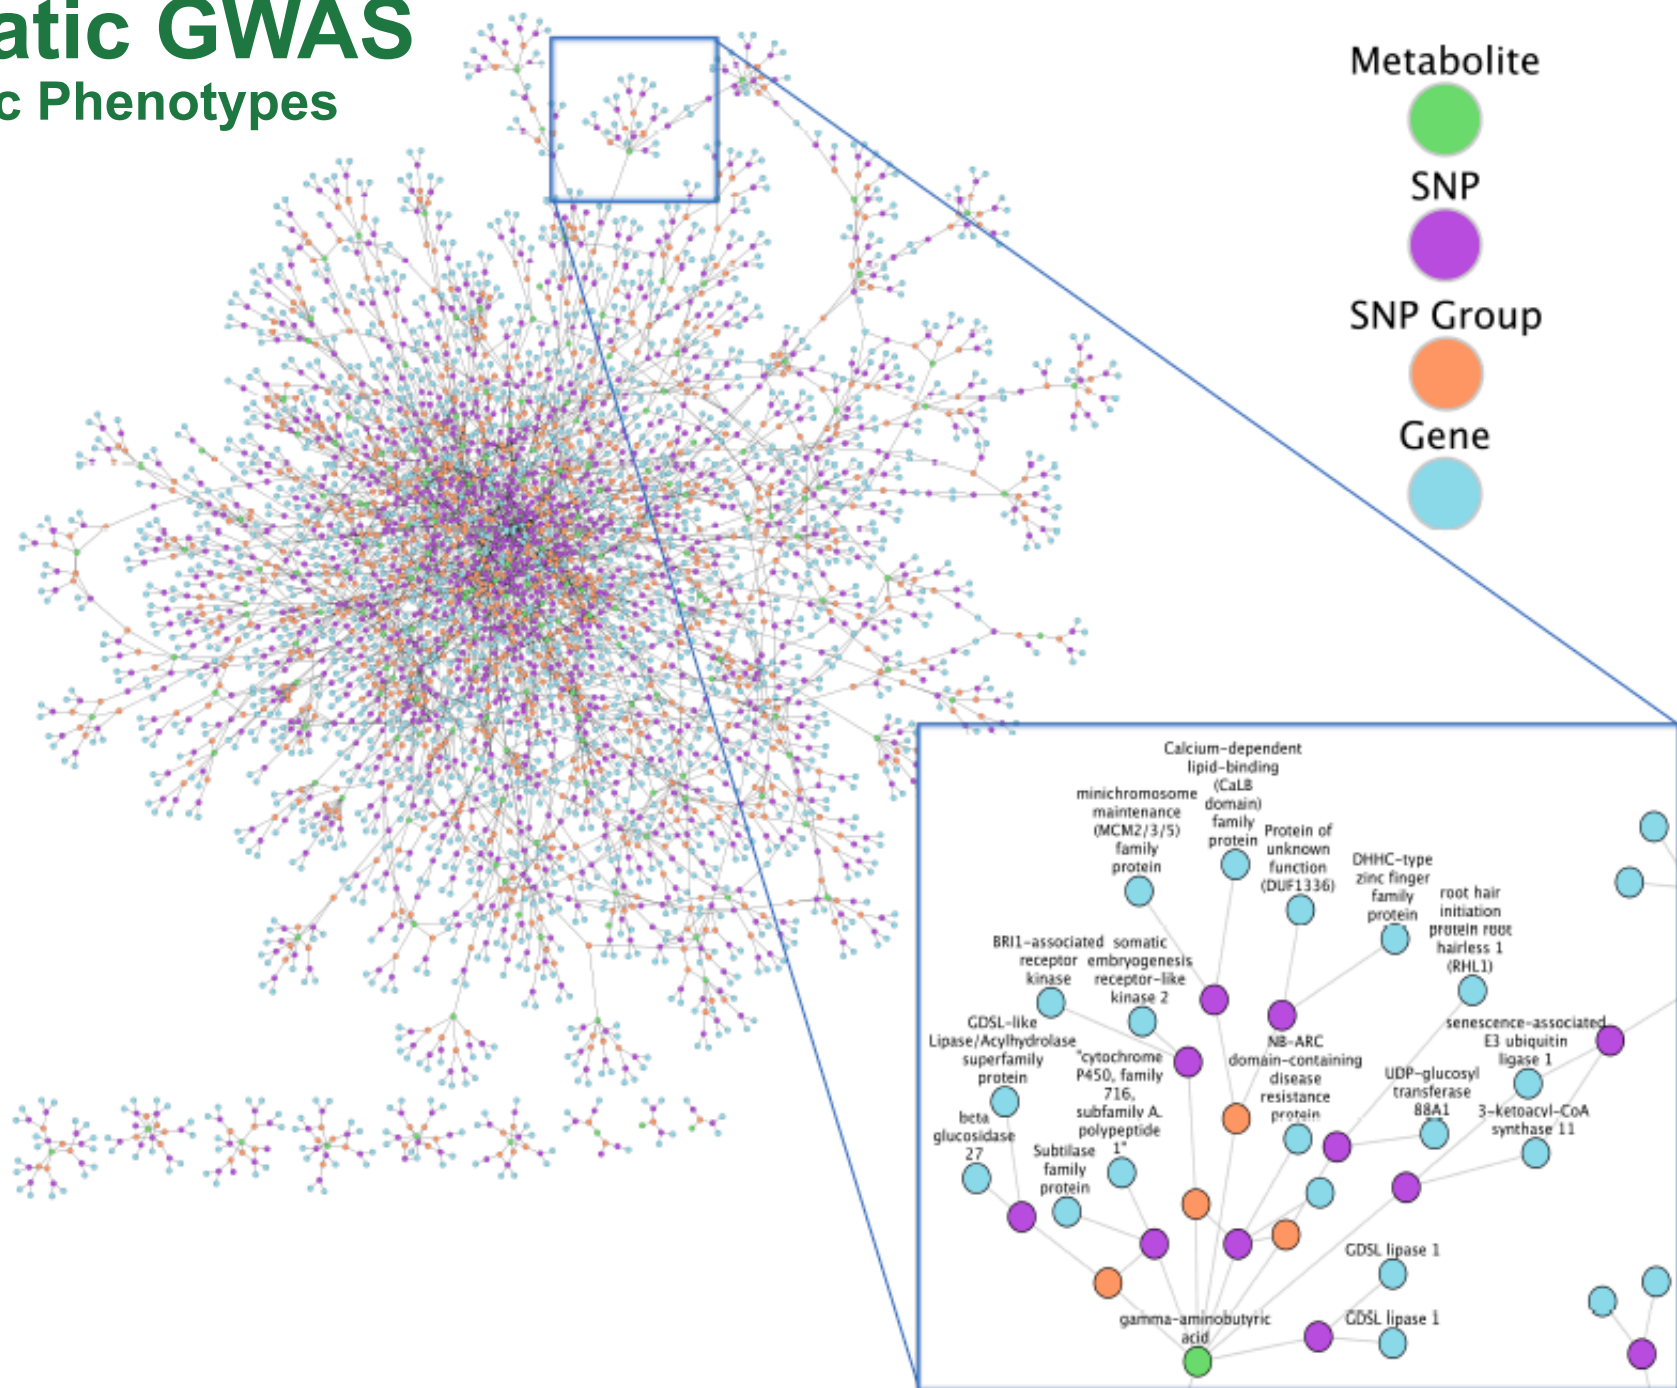 atic GWAS
c Phenotypes
Metabolite
SNP
SNP Group
Gene
Calcium-dependent
lipid-binding
(CaLB
domain)
family
protein
minichromosome
maintenance
(MCM2/3/5)
family
protein
Protein of
unknown
function
(DUF1336)
DHHC-type
zinc finger
family
protein
root hair
initiation
protein root
hairless 1
(RHL1)
BRI1-associated
receptor
kinase
somatic
embryogenesis
receptor-like
kinase 2
GDSL-like
Lipase/Acylhydrolase
superfamily
protein
"cytochrome
P450, family
716,
subfamily A,
polypeptide
1"
NB-ARC
domain-containing
disease
resistance
protein
senescence-associated
E3 ubiquitin
ligase 1
UDP-glucosyl
transferase
88A1
3-ketoacyl-CoA
synthase 11
beta
glucosidase
27
Subtilase
family
protein
GDSL lipase 1
GDSL lipase 1
gamma-aminobutyric
acid